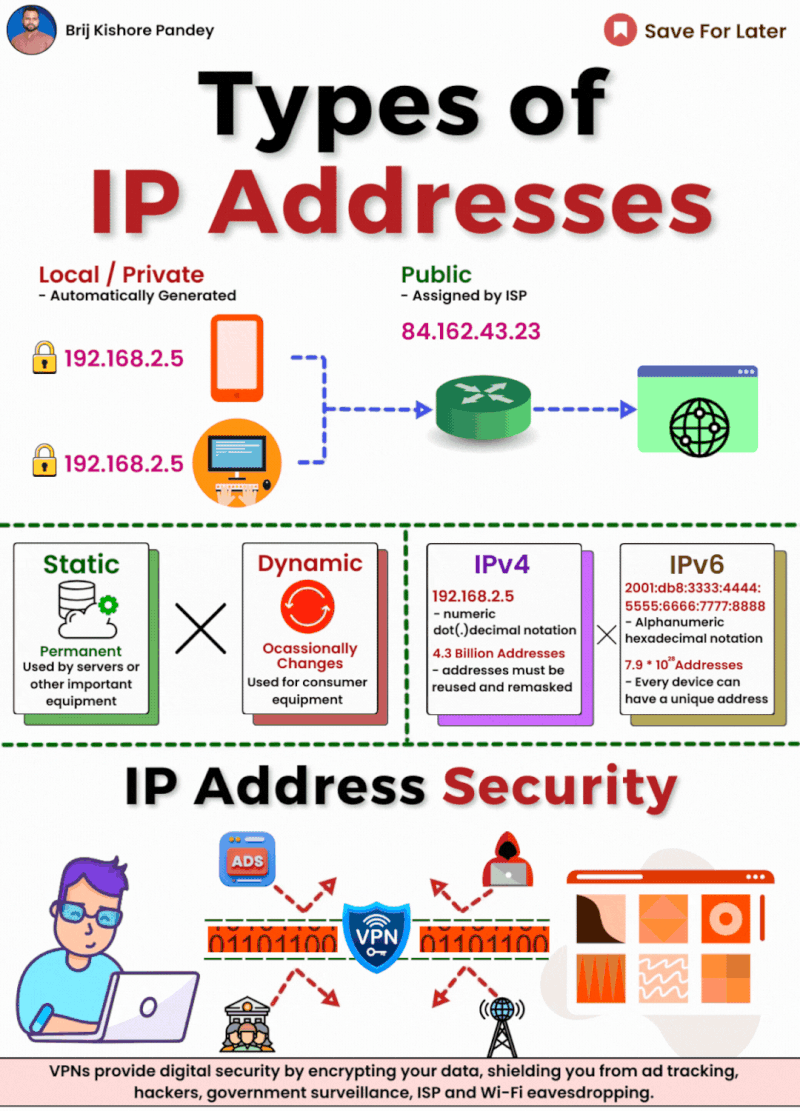 Brij Kishore Pandey
Save For Later
Types of
IP Addresses
Local / Private
- Automatically Generated
192.168.2.5
192.168.2.5
Public
- Assigned by ISP
84.162.43.23
Static
Permanent
Used by servers or
other important
equipment
Dynamic
Ocassionally
Changes
Used for consumer
equipment
IPv4
192.168.2.5
- numeric
dot(.)decimal notation
4.3 Billion Addresses
- addresses must be
reused and remasked
IPv6
2001:db8:3333:4444:
5555:6666:7777:8888
- Alphanumeric
hexadecimal notation
7.9 * 10²⁸Addresses
- Every device can
have a unique address
IP Address Security
ADS
01101100
VPN
01101100
VPNs provide digital security by encrypting your data, shielding you from ad tracking,
hackers, government surveillance, ISP and Wi-Fi eavesdropping.